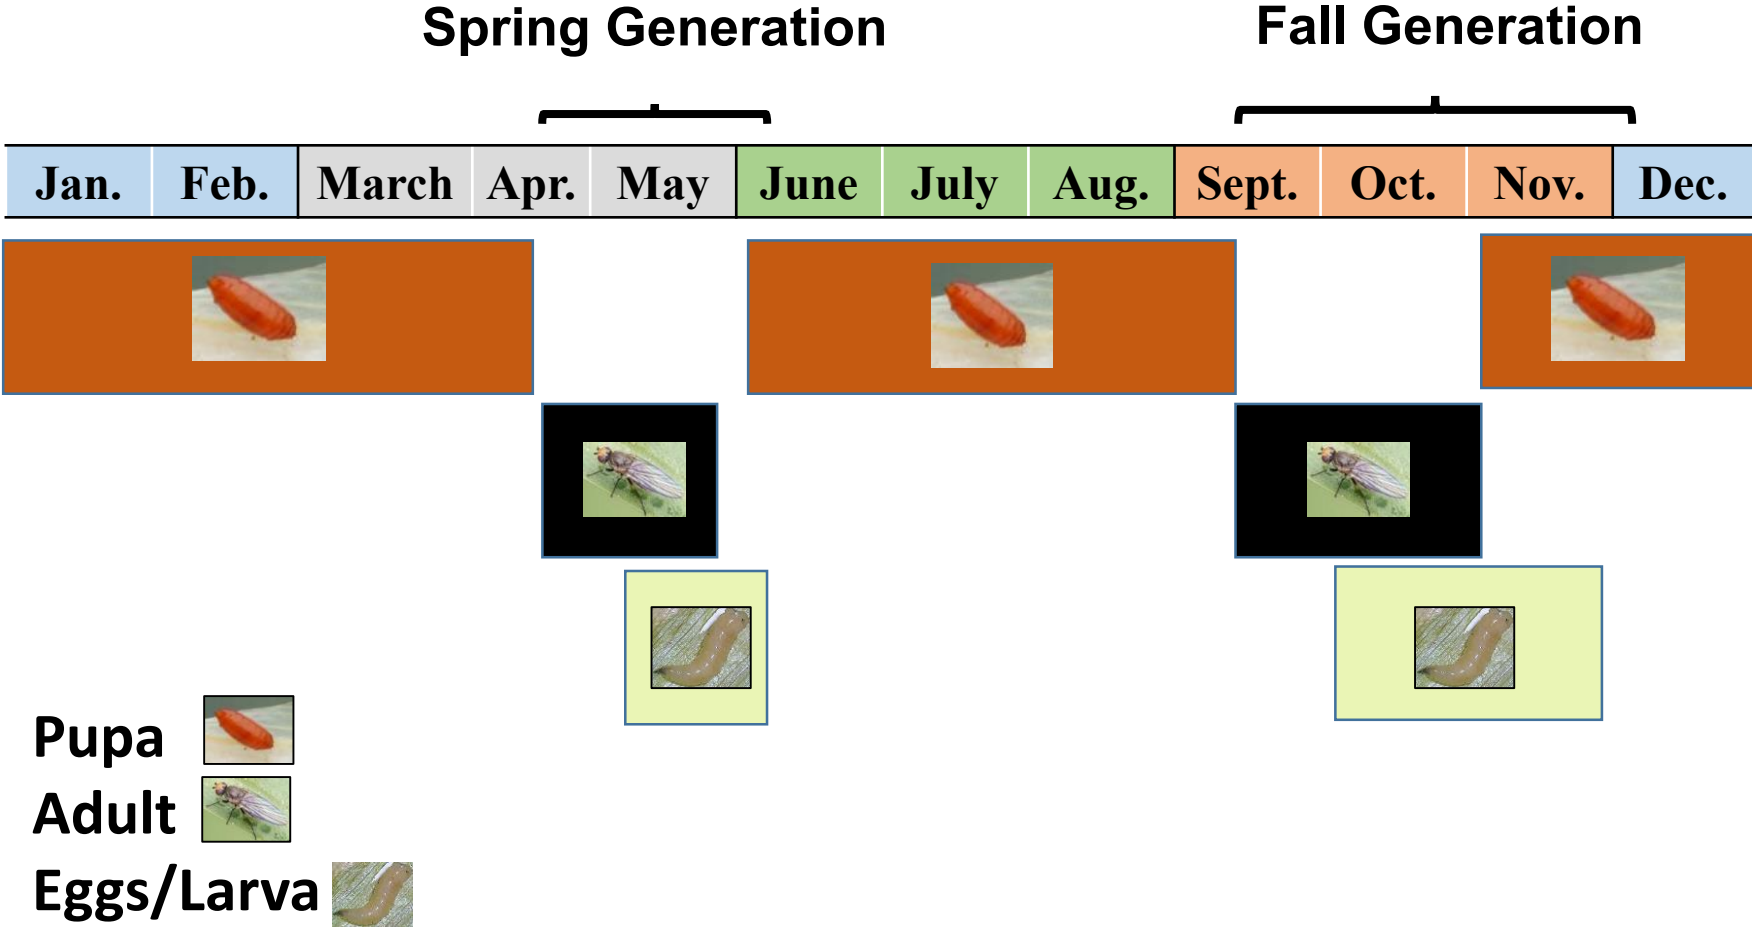 Spring Generation
Fall Generation
Jan. Feb. March Apr. May June July Aug. Sept. Oct. Nov. Dec.
Pupa
Adult
Eggs/Larva